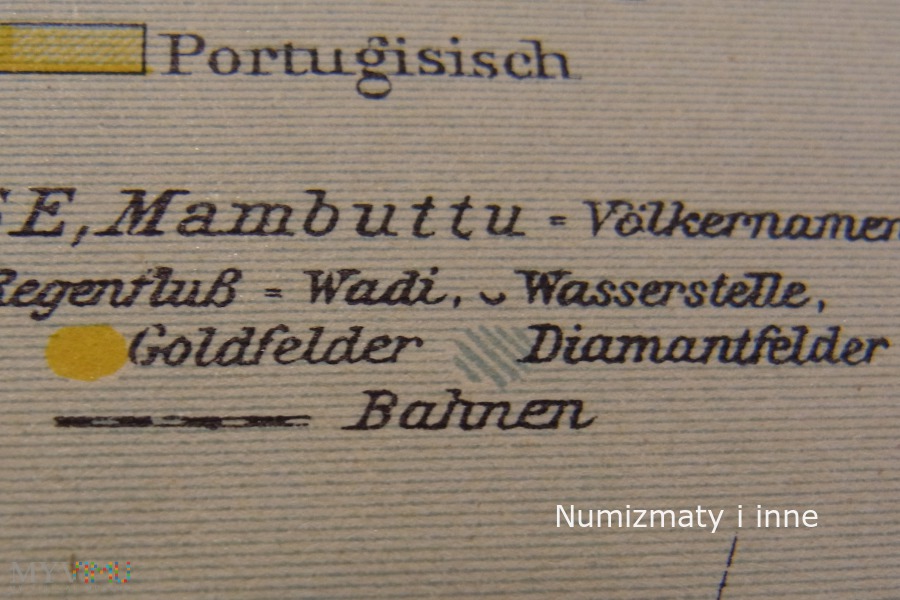 Portugisisch
E, Mambuttu = Völkernamen
Regenfluß = Wadi, Wasserstelle,
Goldfelder Diamantfelder
Bahnen
Numizmaty i inne